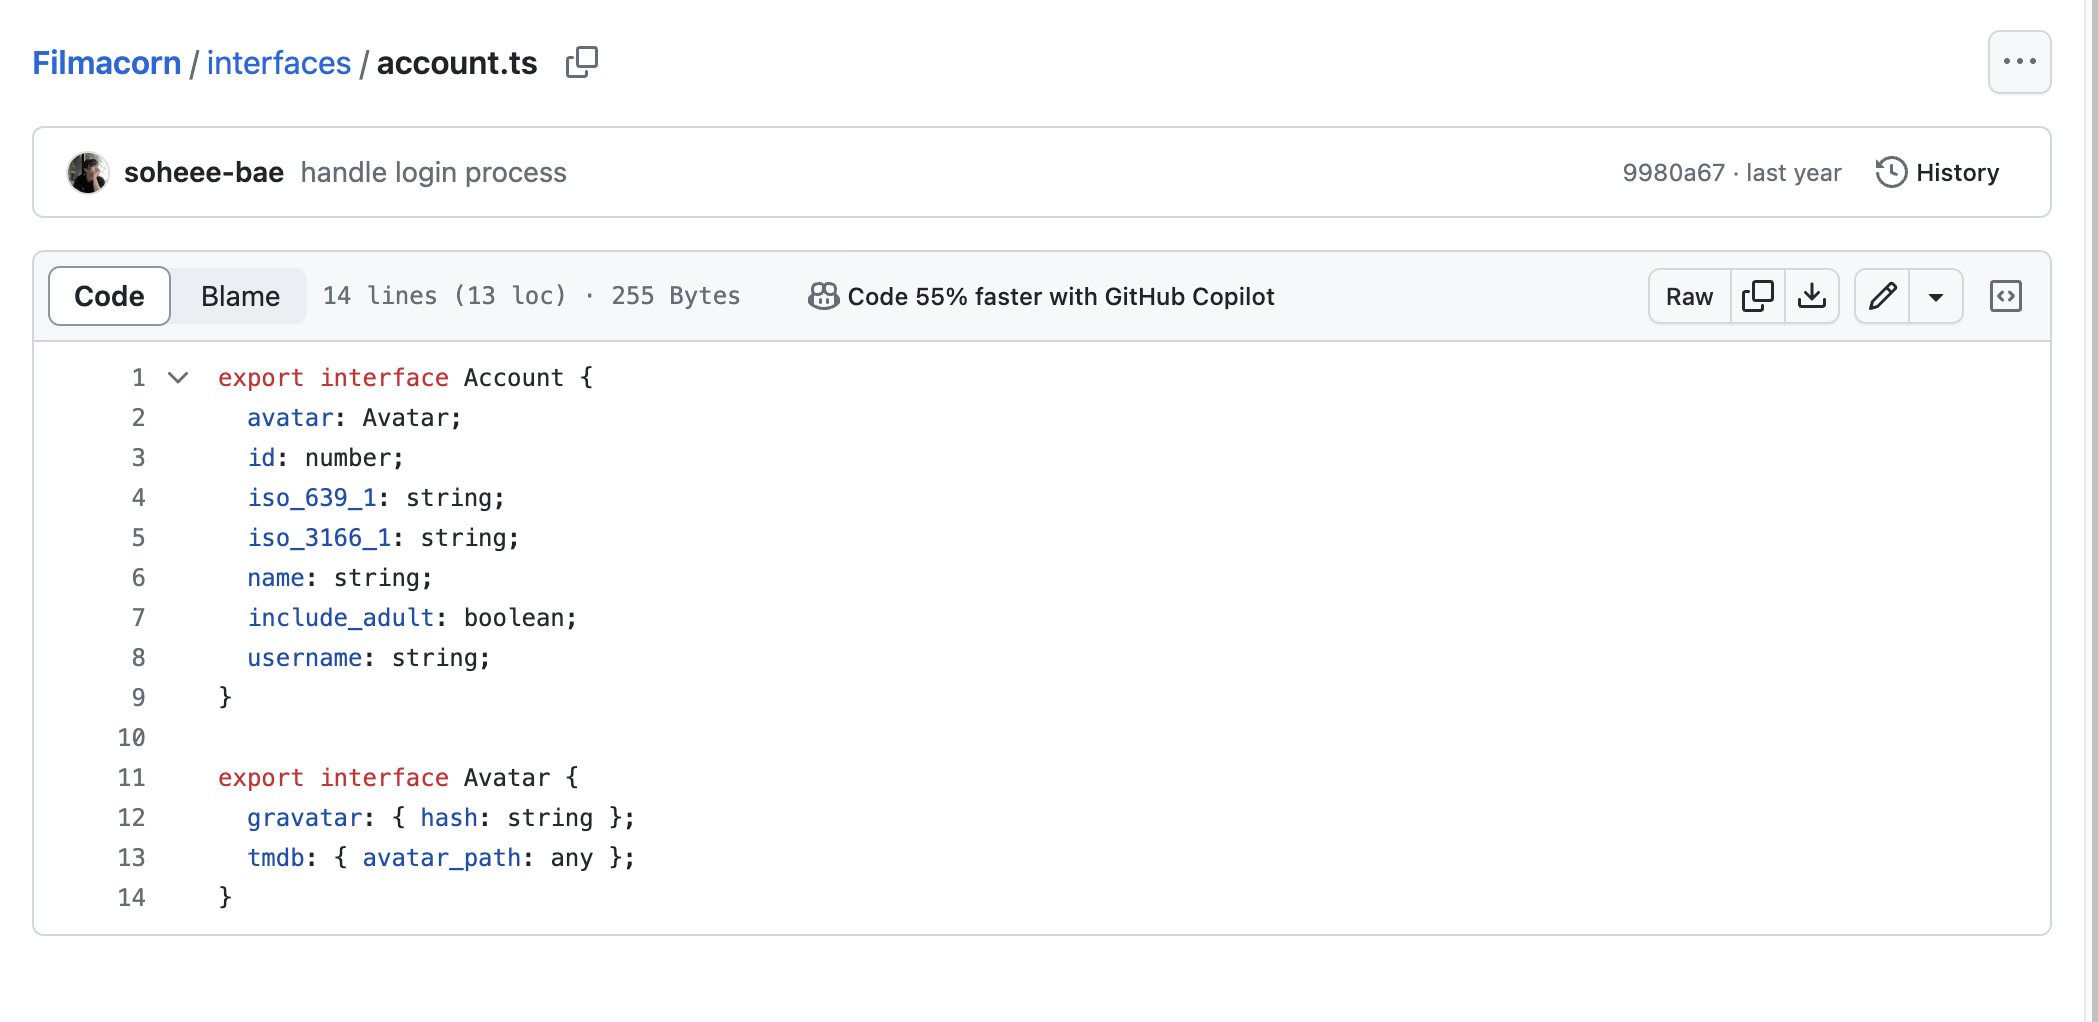 Filmacorn / interfaces / account.ts
soheee-bae handle login process 9980a67 · last year History
Code Blame 14 lines (13 loc) · 255 Bytes Code 55% faster with GitHub Copilot Raw
1 export interface Account {
2   avatar: Avatar;
3   id: number;
4   iso_639_1: string;
5   iso_3166_1: string;
6   name: string;
7   include_adult: boolean;
8   username: string;
9 }
10
11 export interface Avatar {
12   gravatar: { hash: string };
13   tmdb: { avatar_path: any };
14 }